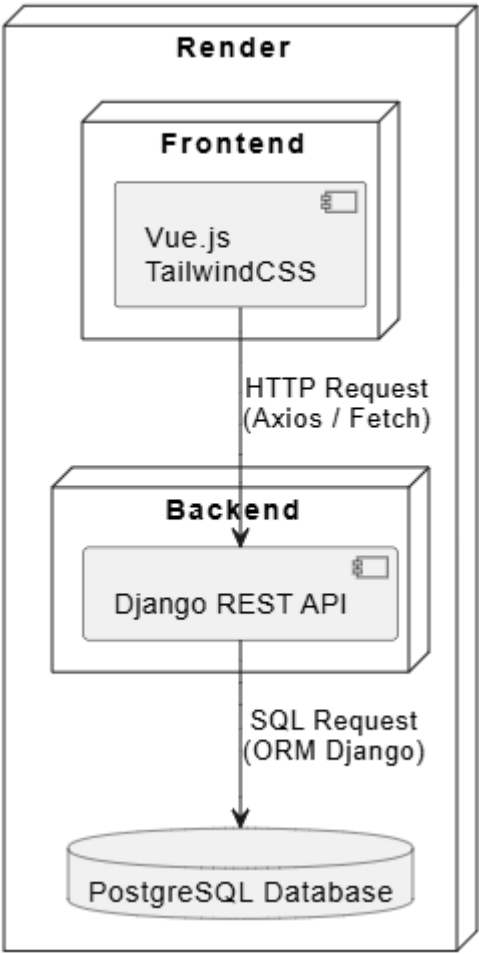 Render
Frontend
Vue.js
TailwindCSS
HTTP Request
(Axios / Fetch)
Backend
Django REST API
SQL Request
(ORM Django)
PostgreSQL Database